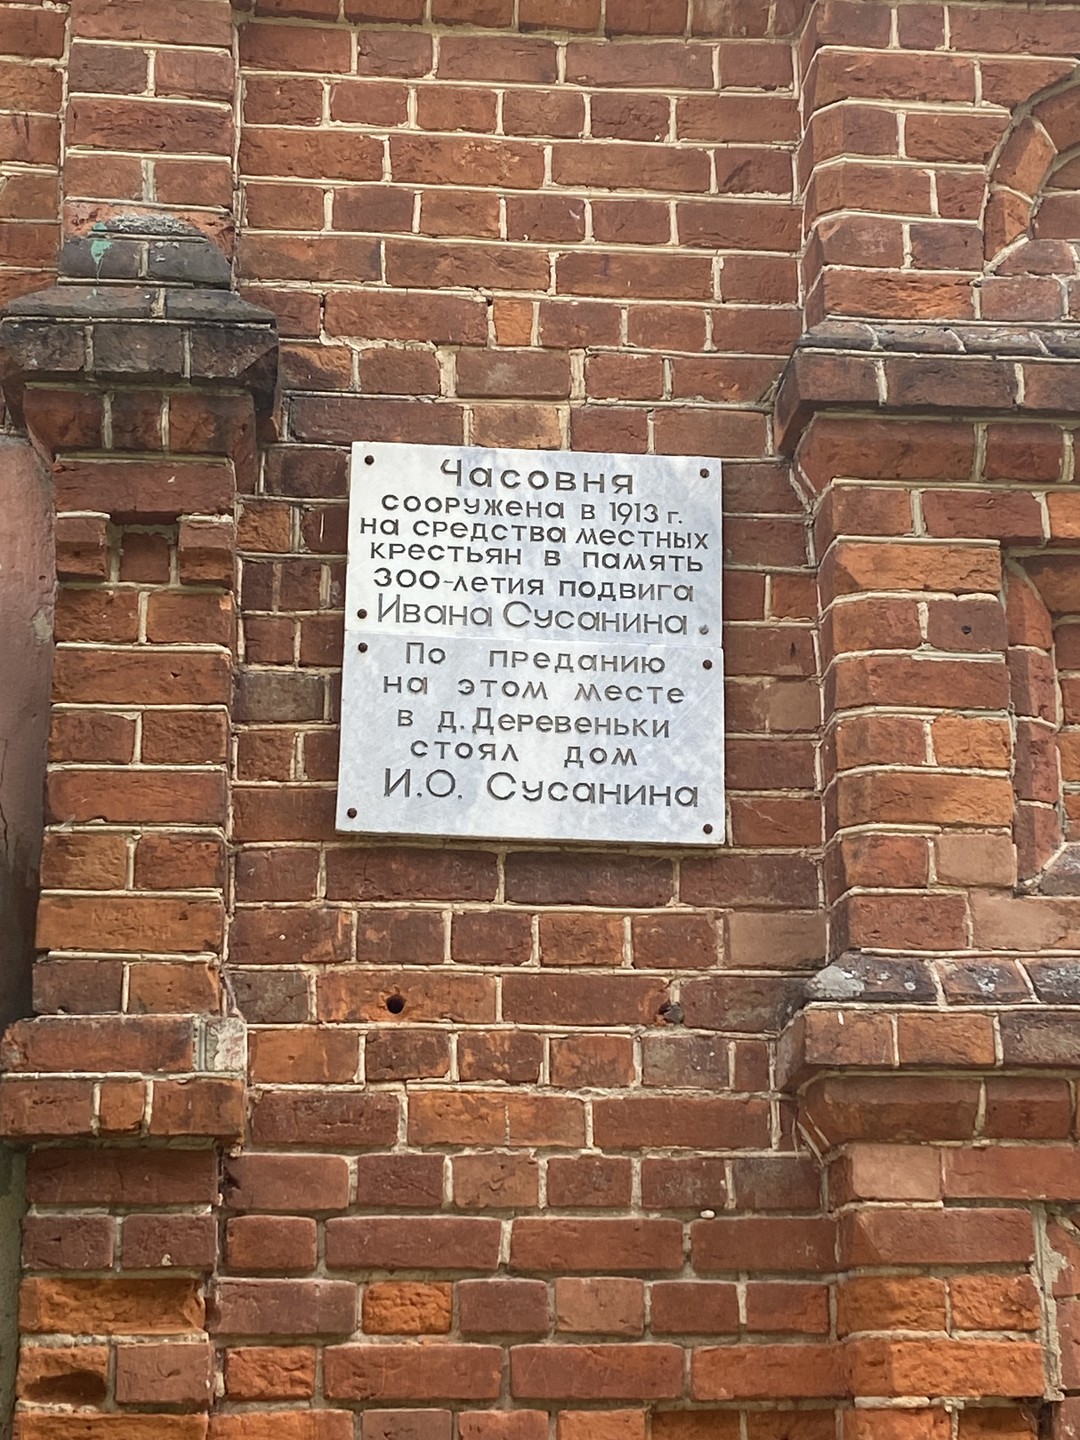 Часовня
сооружена в 1913 г.
на средства местных
крестьян в память
300-летия подвига
Ивана Сусанина
По преданию
на этом месте
в д. Деревеньки
стоял дом
И.О. Сусанина